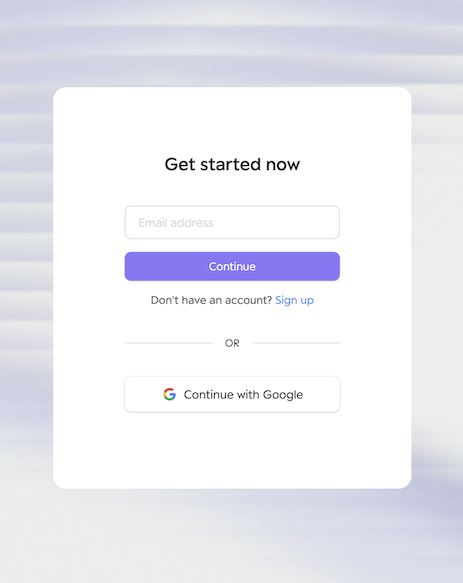 Get started now
Email address
Continue
Don't have an account? Sign up
OR
Continue with Google